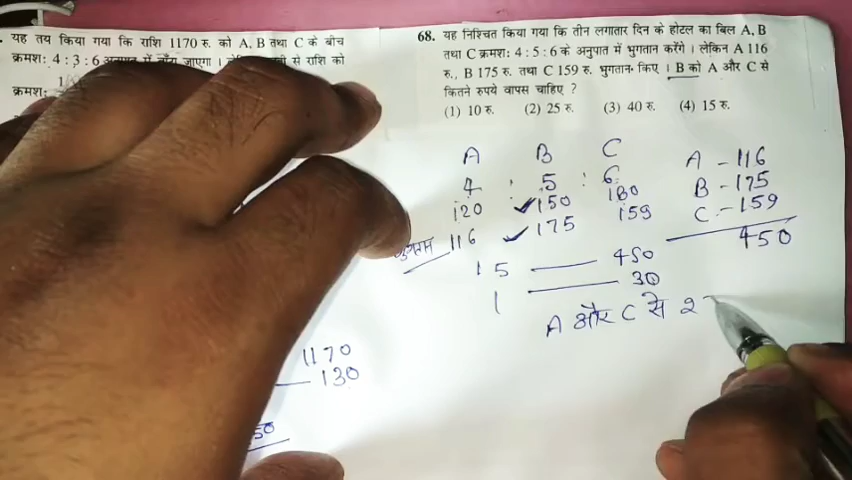 यह तय किया गया कि राशि 1170 रु. को A, B तथा C के बीच
क्रमश: 4 : 3 : 6 अनुपात में बाँटा जाएगा । से राशि को
क्रमश:
68. यह निश्चित किया गया कि तीन लगातार दिन के होटल का बिल A, B
तथा C क्रमश: 4 : 5 : 6 के अनुपात में भुगतान करेंगे । लेकिन A 116
रु., B 175 रु. तथा C 159 रु. भुगतान किए । B को A और C से
कितने रुपये वापस चाहिए ?
(1) 10 रु. (2) 25 रु. (3) 40 रु. (4) 15 रु.
A B C
4 : 5 : 6
120 ✓150 180
116 ✓175 159
15 — 450
1 — 30
A और C से 2
A - 116
B - 175
C - 159
450
1170
130